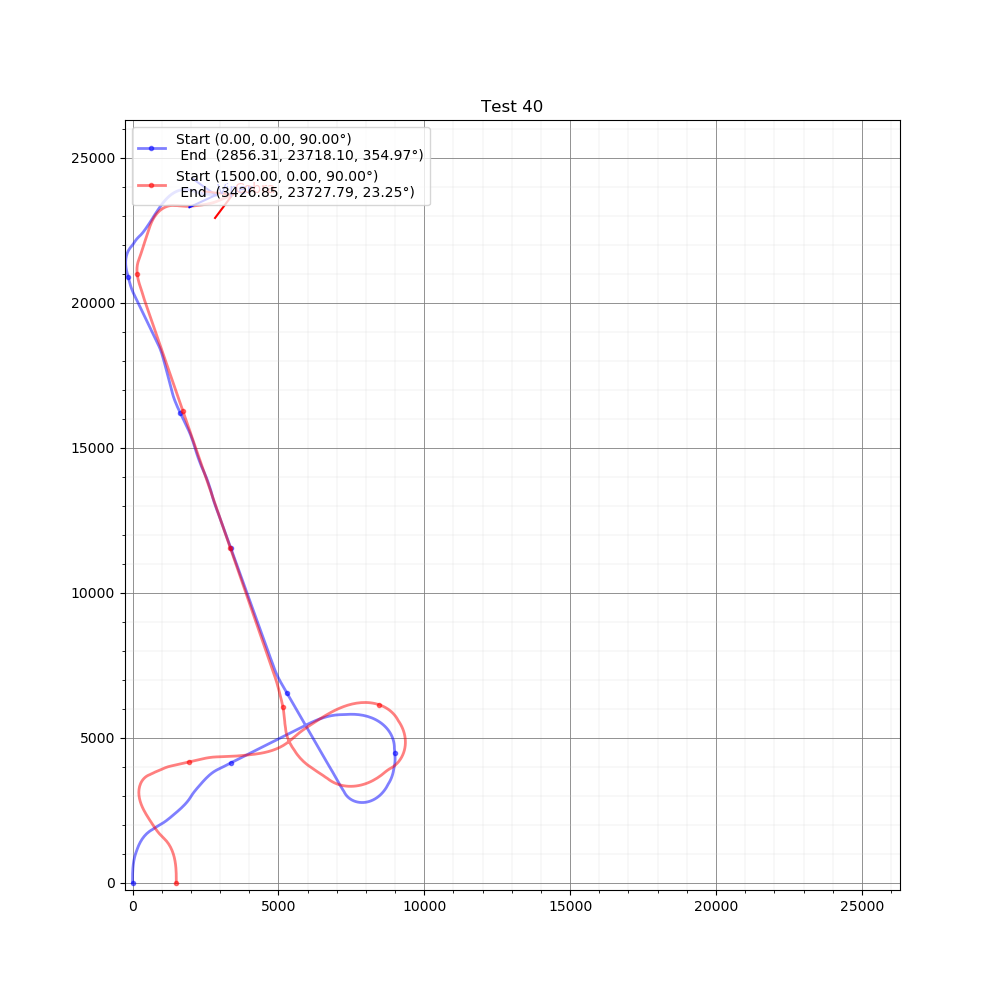 Test 40
Start (0.00, 0.00, 90.00°)
End (2856.31, 23718.10, 354.97°)
Start (1500.00, 0.00, 90.00°)
End (3426.85, 23727.79, 23.25°)
25000
20000
15000
10000
5000
0
0 5000 10000 15000 20000 25000